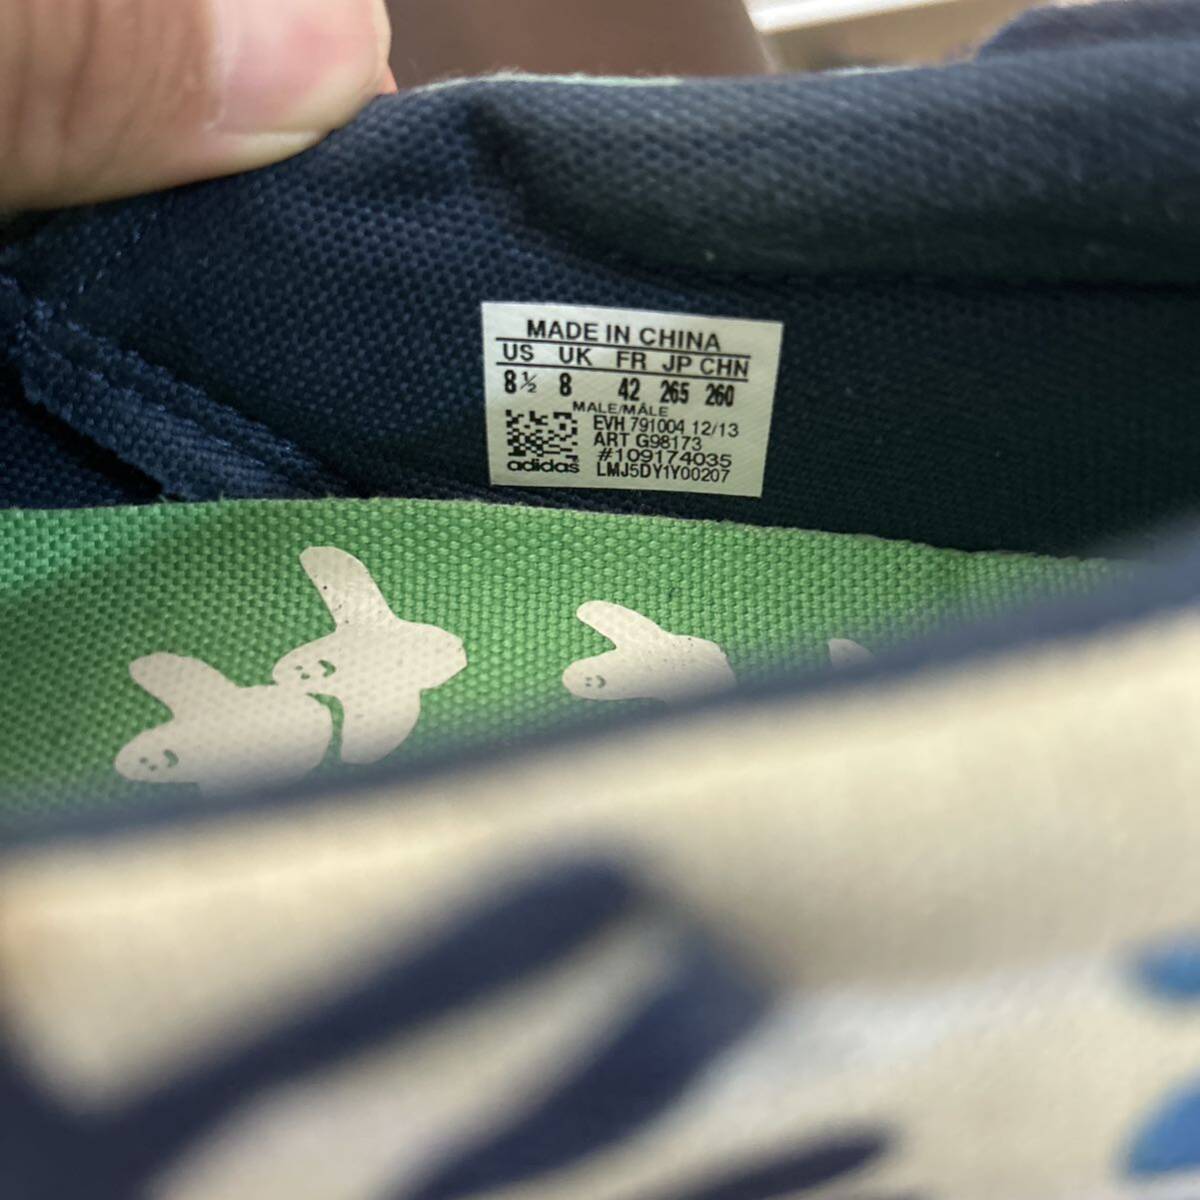 MADE IN CHINA
US UK FR JP CHN
8½ 8 42 265 260
MALE/MÂLE
EVH 791004 12/13
ART G98173
#109174035
adidas LMJ5DY1Y00207